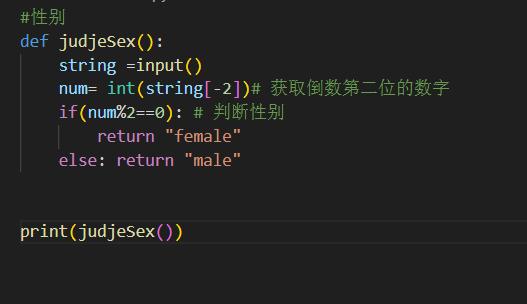 #性别
def judjeSex():
    string =input()
    num= int(string[-2])# 获取倒数第二位的数字
    if(num%2==0): # 判断性别
        return "female"
    else: return "male"
print(judjeSex())